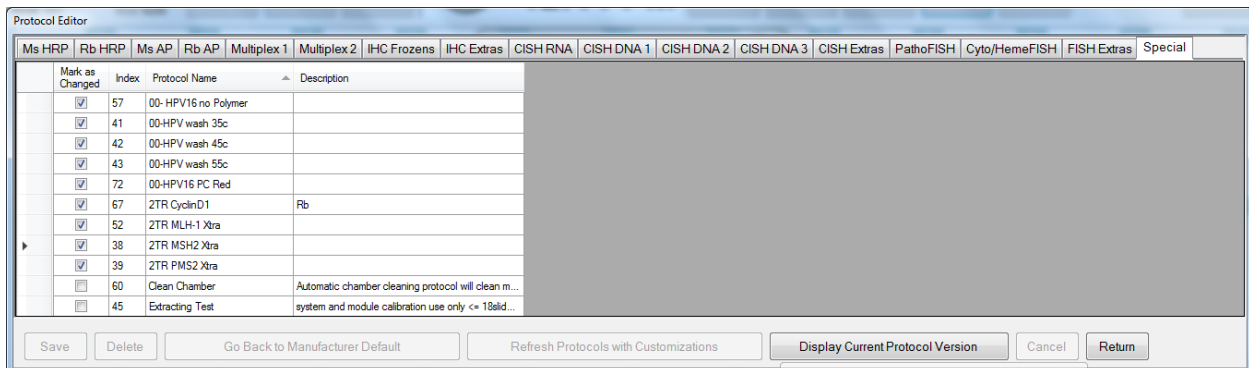 Protocol Editor
Ms HRP Rb HRP Ms AP Rb AP Multiplex 1 Multiplex 2 IHC Frozens IHC Extras CISH RNA CISH DNA 1 CISH DNA 2 CISH DNA 3 CISH Extras PathoFISH Cyto/HemeFISH FISH Extras Special
Mark as Changed Index Protocol Name Description
57 00- HPV16 no Polymer
41 00-HPV wash 35c
42 00-HPV wash 45c
43 00-HPV wash 55c
72 00-HPV16 PC Red
67 2TR CyclinD1 Rb
52 2TR MLH-1 Xtra
38 2TR MSH2 Xtra
39 2TR PMS2 Xtra
60 Clean Chamber Automatic chamber cleaning protocol will clean m...
45 Extracting Test system and module calibration use only <= 18slid...
Save Delete Go Back to Manufacturer Default Refresh Protocols with Customizations Display Current Protocol Version Cancel Return